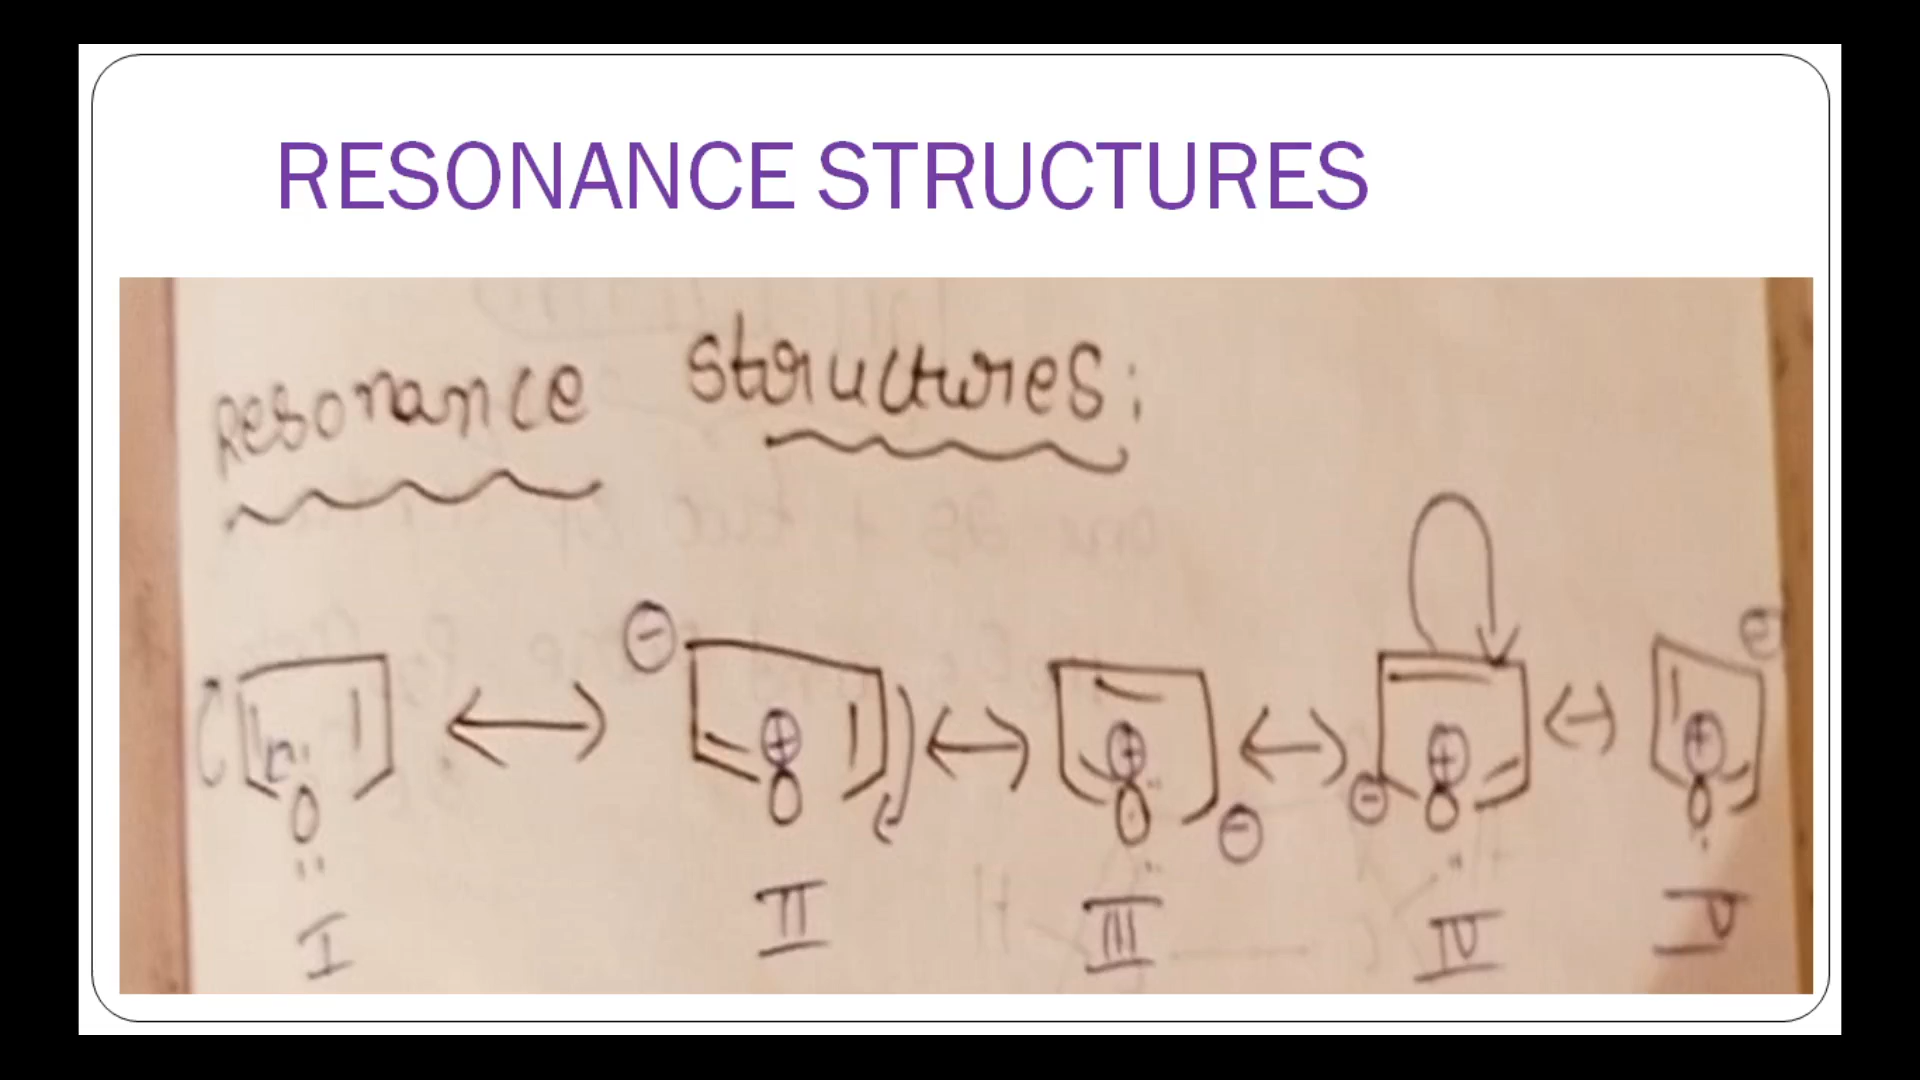 RESONANCE STRUCTURES
Resonance structures:
⊖ ⊖
O ⊕ O ⊕ O ⊖ ⊖ ⊕ O ⊕ O
I II III IV V